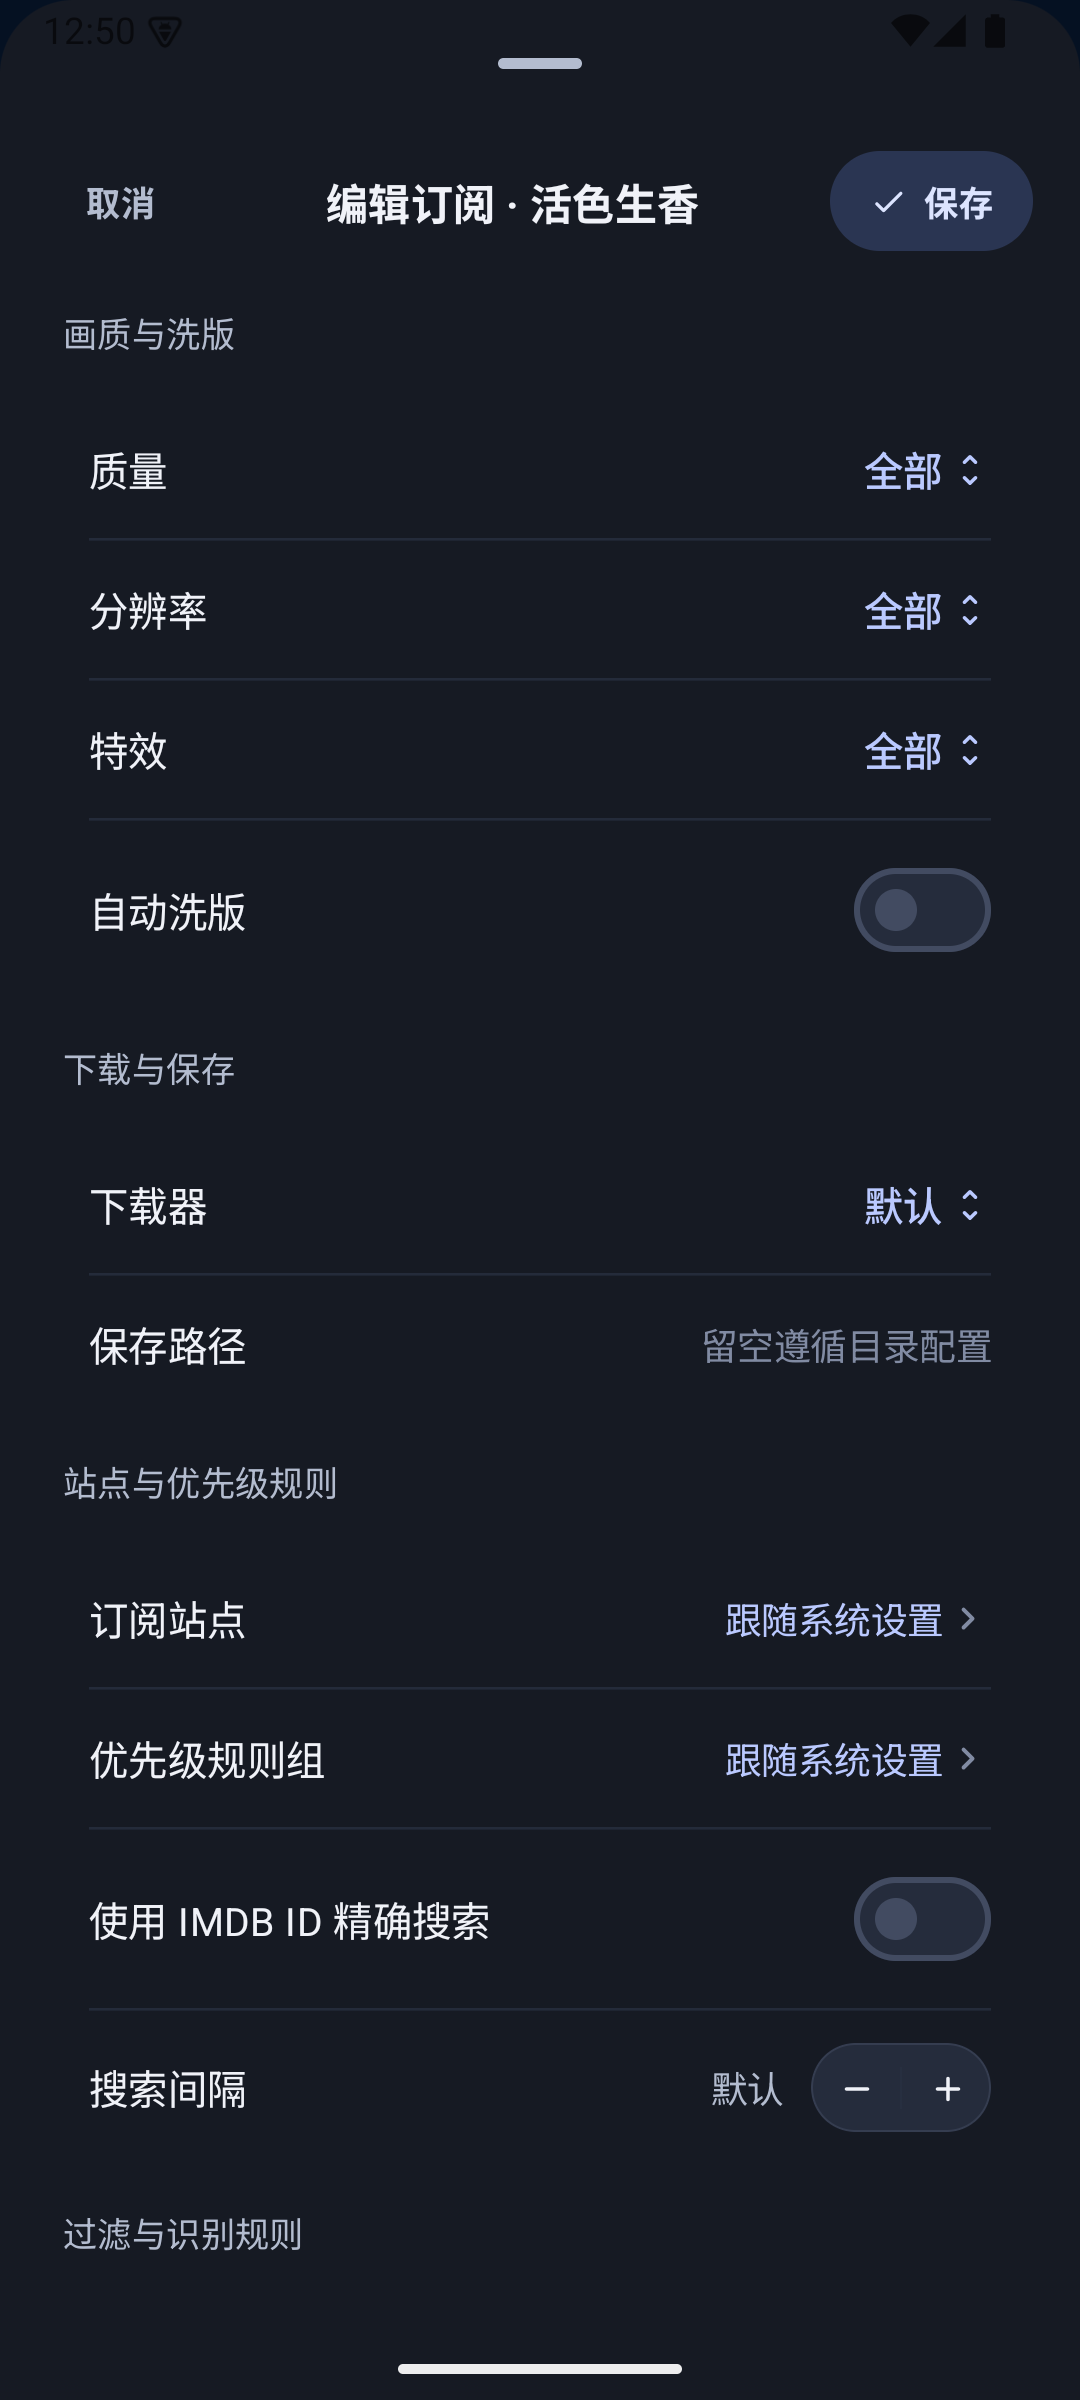 12:50
取消
编辑订阅 · 活色生香
保存
画质与洗版
质量
全部
分辨率
全部
特效
全部
自动洗版
下载与保存
下载器
默认
保存路径
留空遵循目录配置
站点与优先级规则
订阅站点
跟随系统设置
优先级规则组
跟随系统设置
使用 IMDB ID 精确搜索
搜索间隔
默认
过滤与识别规则